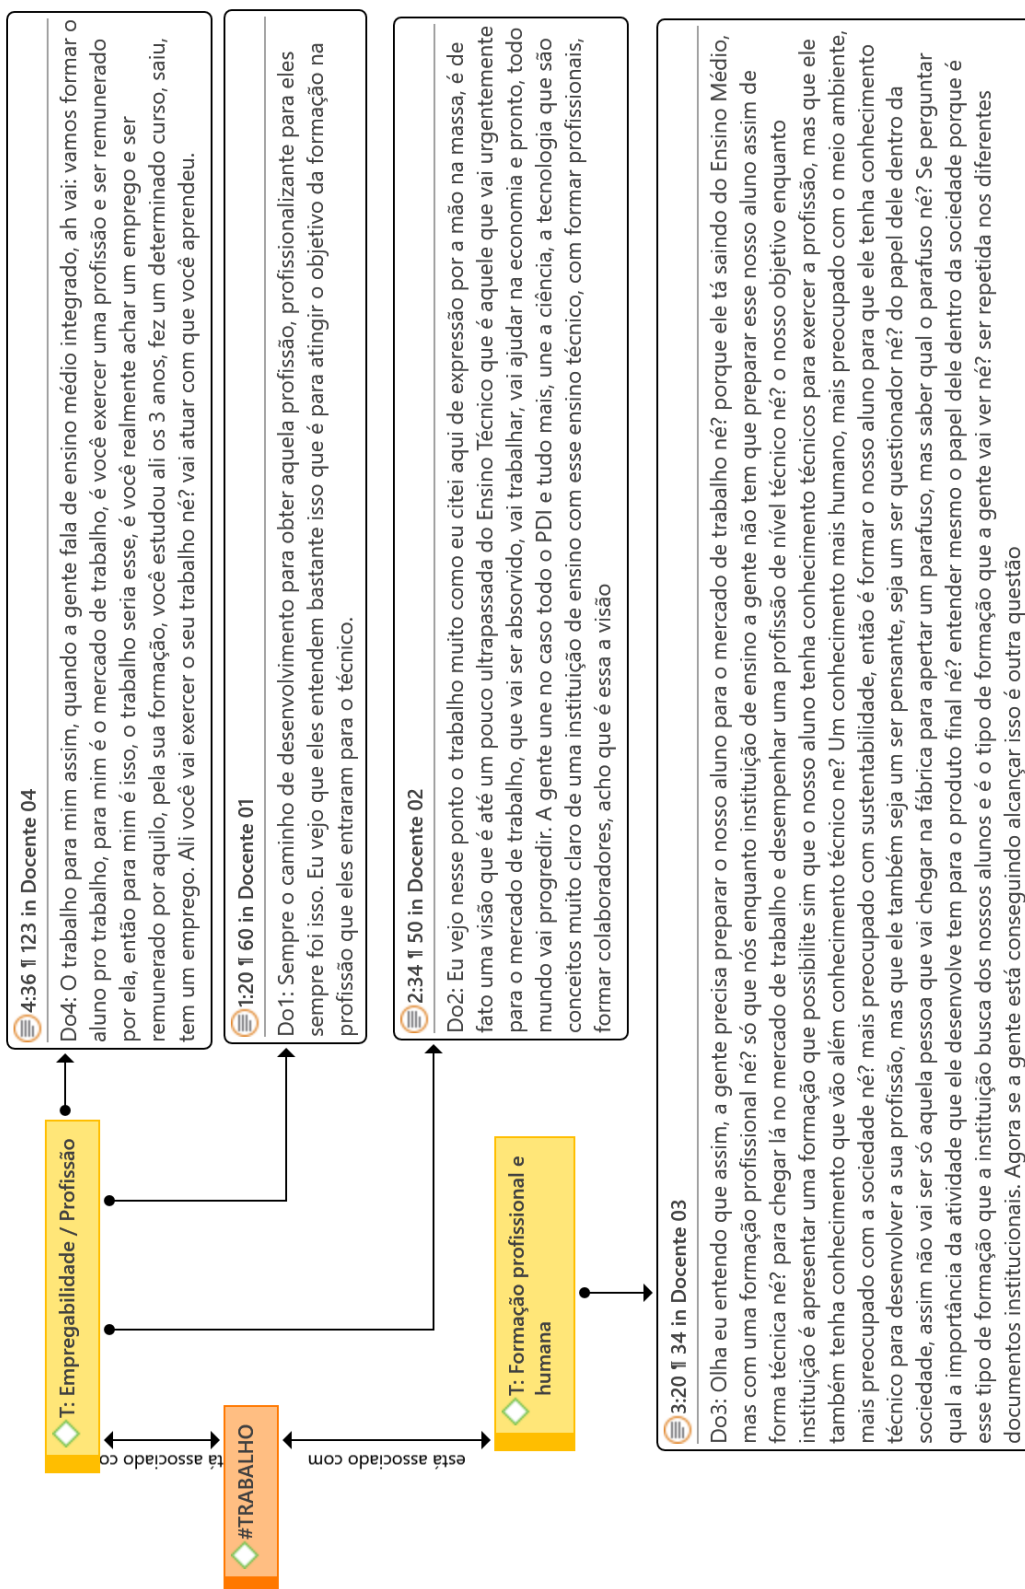 4:36 ¶ 123 in Docente 04
Do4: O trabalho para mim assim, quando a gente fala de ensino médio integrado, ah vai: vamos formar o
aluno pro trabalho, para mim é o mercado de trabalho, é você exercer uma profissão e ser remunerado
por ela, então para mim é isso, o trabalho seria esse, é você realmente achar um emprego e ser
remunerado por aquilo, pela sua formação, você estudou ali os 3 anos, fez um determinado curso, saiu,
tem um emprego. Ali você vai exercer o seu trabalho né? vai atuar com que você aprendeu.
1:20 ¶ 60 in Docente 01
Do1: Sempre o caminho de desenvolvimento para obter aquela profissão, profissionalizante para eles
sempre foi isso. Eu vejo que eles entendem bastante isso que é para atingir o objetivo da formação na
profissão que eles entraram para o técnico.
2:34 ¶ 50 in Docente 02
Do2: Eu vejo nesse ponto o trabalho muito como eu citei aqui de expressão por a mão na massa, é de
fato uma visão que é até um pouco ultrapassada do Ensino Técnico que é aquele que vai urgentemente
para o mercado de trabalho, que vai ser absorvido, vai trabalhar, vai ajudar na economia e pronto, todo
mundo vai progredir. A gente une no caso todo o PDI e tudo mais, une a ciência, a tecnologia que são
conceitos muito claro de uma instituição de ensino com esse ensino técnico, com formar profissionais,
formar colaboradores, acho que é essa a visão
T: Empregabilidade / Profissão
tá associado co
#TRABALHO
está associado com
T: Formação profissional e
humana
3:20 ¶ 34 in Docente 03
Do3: Olha eu entendo que assim, a gente precisa preparar o nosso aluno para o mercado de trabalho né? porque ele tá saindo do Ensino Médio,
mas com uma formação profissional né? só que nós enquanto instituição de ensino a gente não tem que preparar esse nosso aluno assim de
forma técnica né? para chegar lá no mercado de trabalho e desempenhar uma profissão de nível técnico né? o nosso objetivo enquanto
instituição é apresentar uma formação que possibilite sim que o nosso aluno tenha conhecimento técnicos para exercer a profissão, mas que ele
também tenha conhecimento que vão além conhecimento técnico ne? Um conhecimento mais humano, mais preocupado com o meio ambiente,
mais preocupado com a sociedade né? mais preocupado com sustentabilidade, então é formar o nosso aluno para que ele tenha conhecimento
técnico para desenvolver a sua profissão, mas que ele também seja um ser pensante, seja um ser questionador né? do papel dele dentro da
sociedade, assim não vai ser só aquela pessoa que vai chegar na fábrica para apertar um parafuso, mas saber qual o parafuso né? Se perguntar
qual a importância da atividade que ele desenvolve tem para o produto final né? entender mesmo o papel dele dentro da sociedade porque é
esse tipo de formação que a instituição busca dos nossos alunos e é o tipo de formação que a gente vai ver né? ser repetida nos diferentes
documentos institucionais. Agora se a gente está conseguindo alcançar isso é outra questão